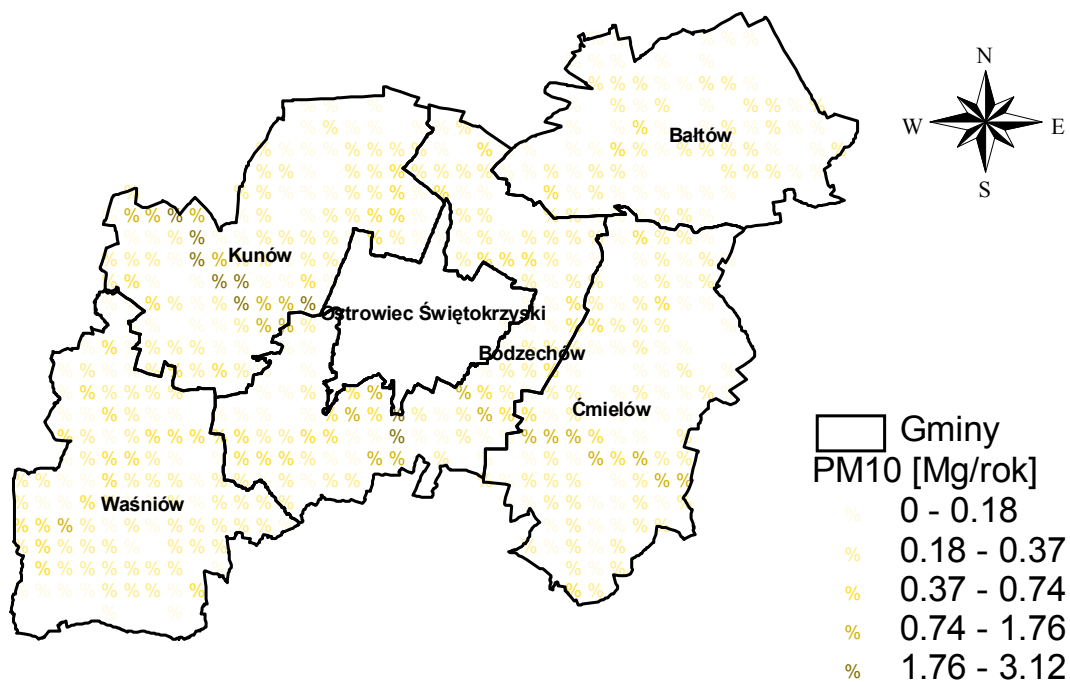 N
W E
S
Bałtów
Kunów
Ostrowiec Świętokrzyski
Bodzechów
Ćmielów
Waśniów
Gminy
PM10 [Mg/rok]
% 0 - 0.18
% 0.18 - 0.37
% 0.37 - 0.74
% 0.74 - 1.76
% 1.76 - 3.12